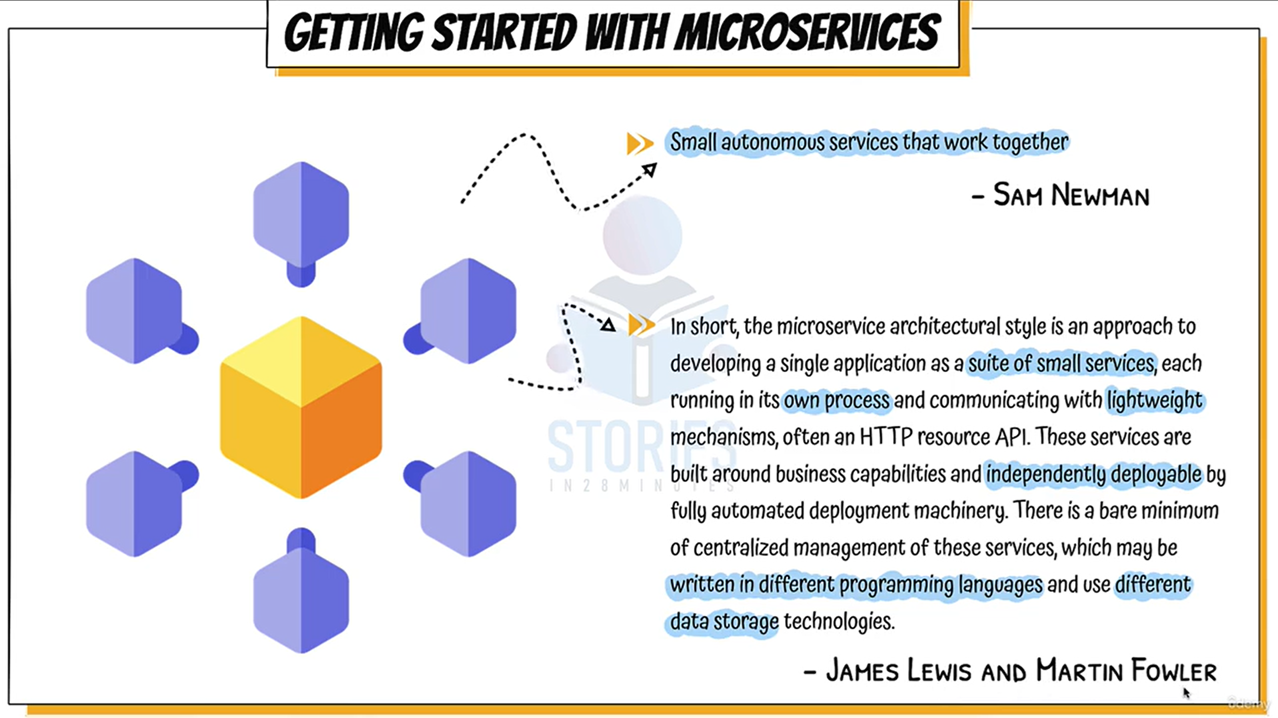 GETTING STARTED WITH MICROSERVICES
Small autonomous services that work together
- SAM NEWMAN
In short, the microservice architectural style is an approach to
developing a single application as a suite of small services, each
running in its own process and communicating with lightweight
mechanisms, often an HTTP resource API. These services are
built around business capabilities and independently deployable by
fully automated deployment machinery. There is a bare minimum
of centralized management of these services, which may be
written in different programming languages and use different
data storage technologies.
- JAMES LEWIS AND MARTIN FOWLER
STORIES
IN28MINUTES
ûdemy